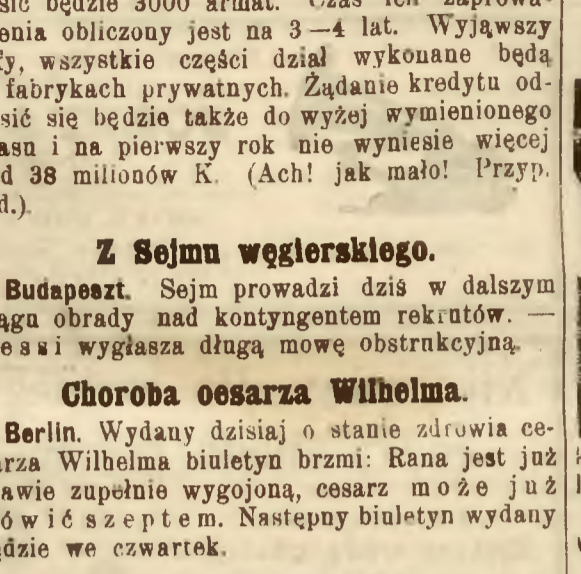 sić będzie 3000 armat. Czas ich zaprowa-
enia obliczony jest na 3—4 lat. Wyjąwszy
fy, wszystkie części dział wykonane będą
fabrykach prywatnych. Żądanie kredytu od-
sić się będzie także do wyżej wymienionego
asu i na pierwszy rok nie wyniesie więcej
d 38 milionów K. (Ach! jak mało! Przyp.
d.).
Z Sejmu węgierskiego.
Budapeszt. Sejm prowadzi dziś w dalszym
ągu obrady nad kontyngentem rekrutów. —
essi wygłasza długą mowę obstrukcyjną.
Choroba cesarza Wilhelma.
Berlin. Wydany dzisiaj o stanie zdrowia ce-
arza Wilhelma biuletyn brzmi: Rana jest już
awie zupełnie wygojoną, cesarz może już
ówić szeptem. Następny biuletyn wydany
ędzie we czwartek.